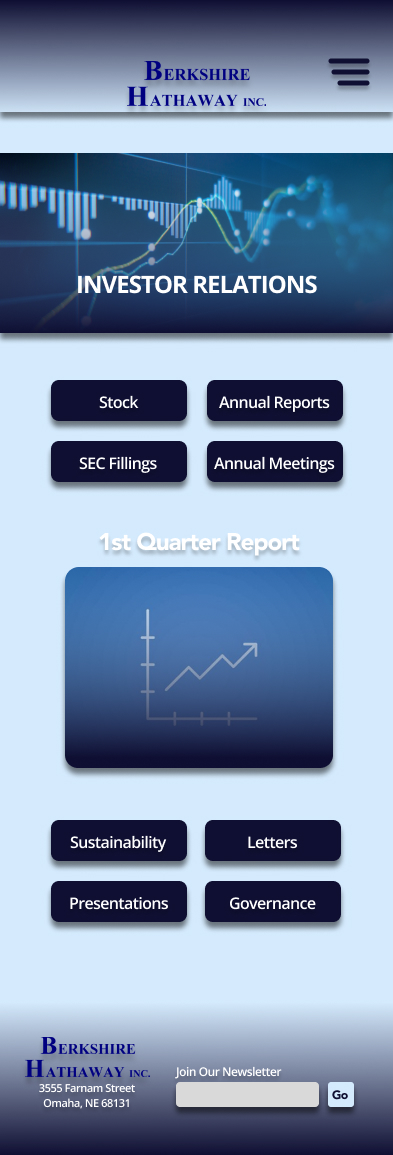 BERKSHIRE
HATHAWAY INC.
INVESTOR RELATIONS
Stock
Annual Reports
SEC Fillings
Annual Meetings
1st Quarter Report
Sustainability
Letters
Presentations
Governance
BERKSHIRE
HATHAWAY INC.
3555 Farnam Street
Omaha, NE 68131
Join Our Newsletter
Go